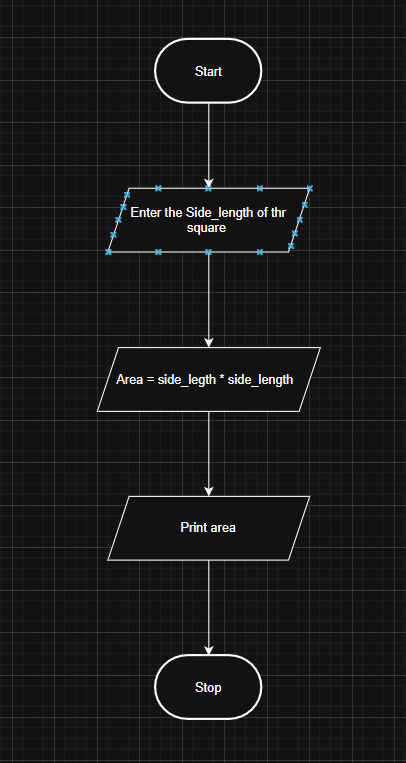 Start
Enter the Side_length of thr
square
Area = side_legth * side_length
Print area
Stop